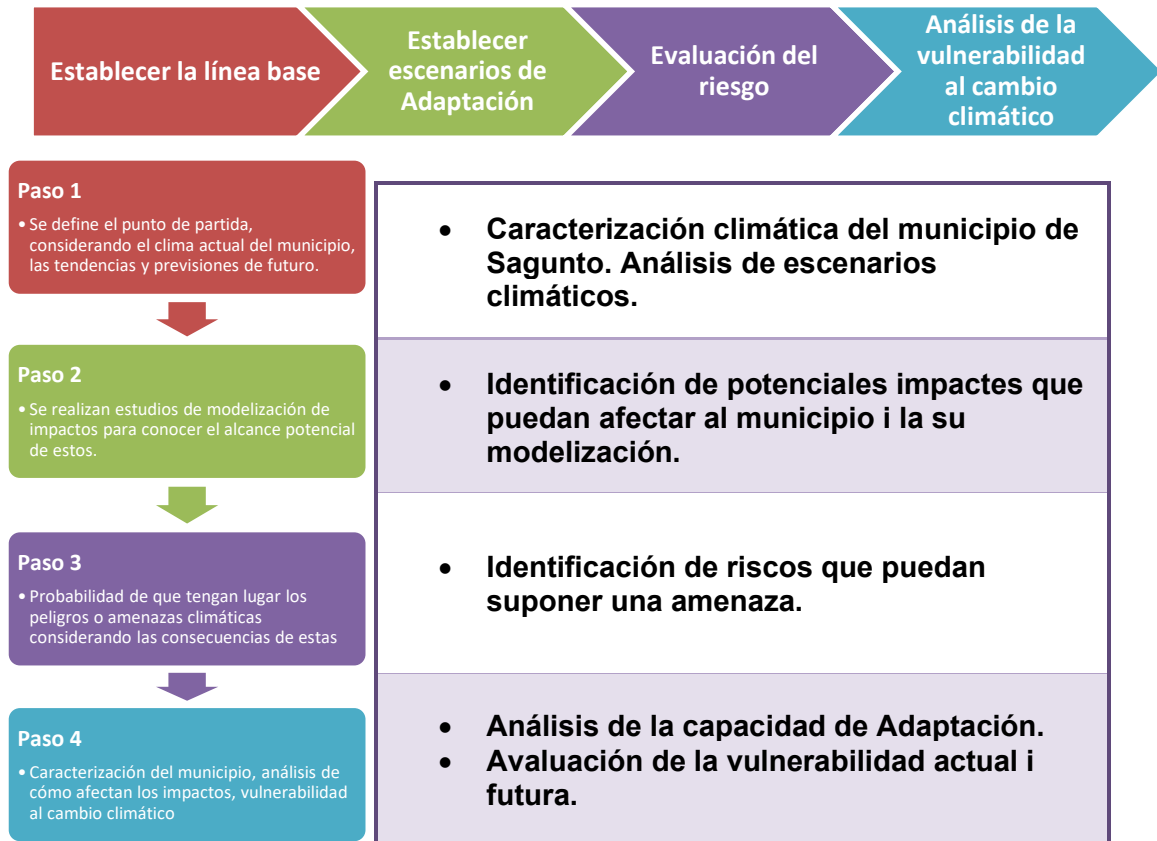 Establecer la línea base
Establecer
escenarios de
Adaptación
Evaluación del
riesgo
Análisis de la
vulnerabilidad
al cambio
climático
Paso 1
• Se define el punto de partida,
considerando el clima actual del municipio,
las tendencias y previsiones de futuro.
• Caracterización climática del municipio de
Sagunto. Análisis de escenarios
climáticos.
Paso 2
• Se realizan estudios de modelización de
impactos para conocer el alcance potencial
de estos.
• Identificación de potenciales impactes que
puedan afectar al municipio i la su
modelización.
Paso 3
• Probabilidad de que tengan lugar los
peligros o amenazas climáticas
considerando las consecuencias de estas
• Identificación de riscos que puedan
suponer una amenaza.
Paso 4
• Caracterización del municipio, análisis de
cómo afectan los impactos, vulnerabilidad
al cambio climático
• Análisis de la capacidad de Adaptación.
• Avaluación de la vulnerabilidad actual i
futura.